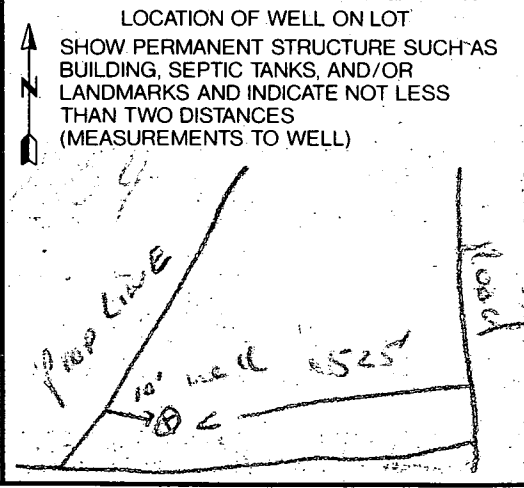 LOCATION OF WELL ON LOT
SHOW PERMANENT STRUCTURE SUCH AS
BUILDING, SEPTIC TANKS, AND/OR
N
LANDMARKS AND INDICATE NOT LESS
THAN TWO DISTANCES
(MEASUREMENTS TO WELL)
PROP LINE
Road
10' well 525'